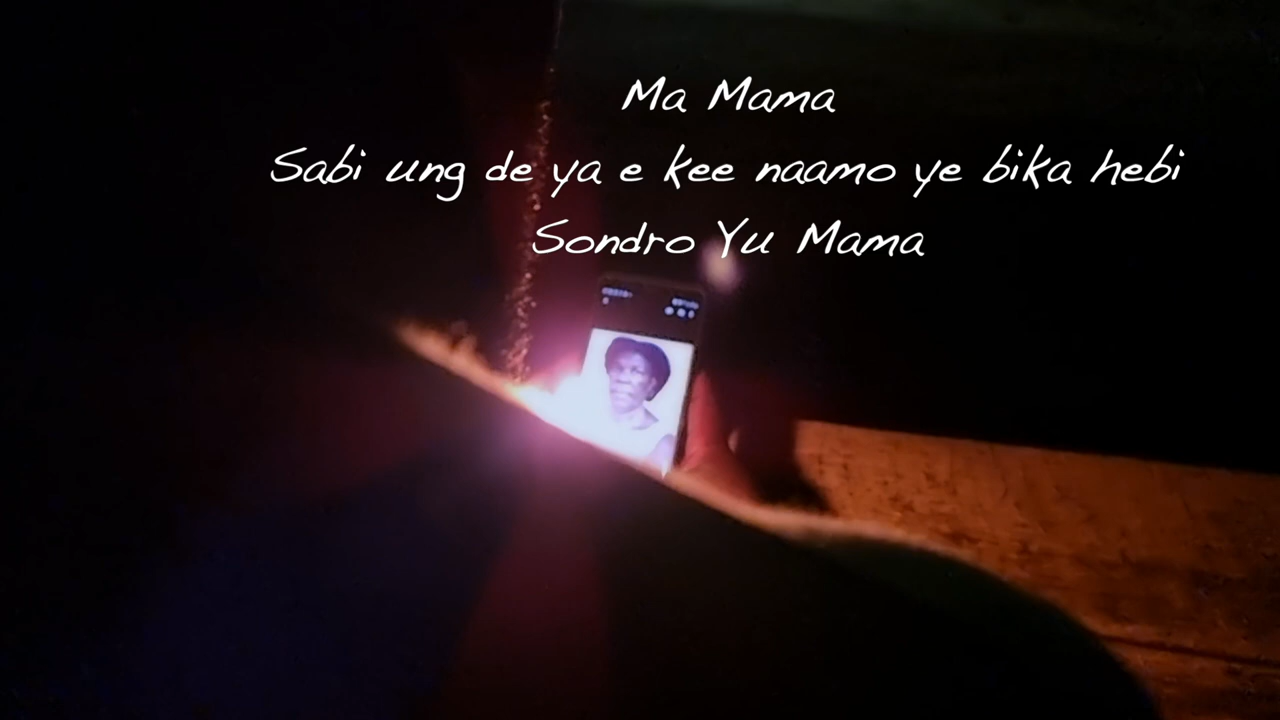 Ma Mama
Sabi ung de ya e kee naamo ye bika hebi
Sondro Yu Mama